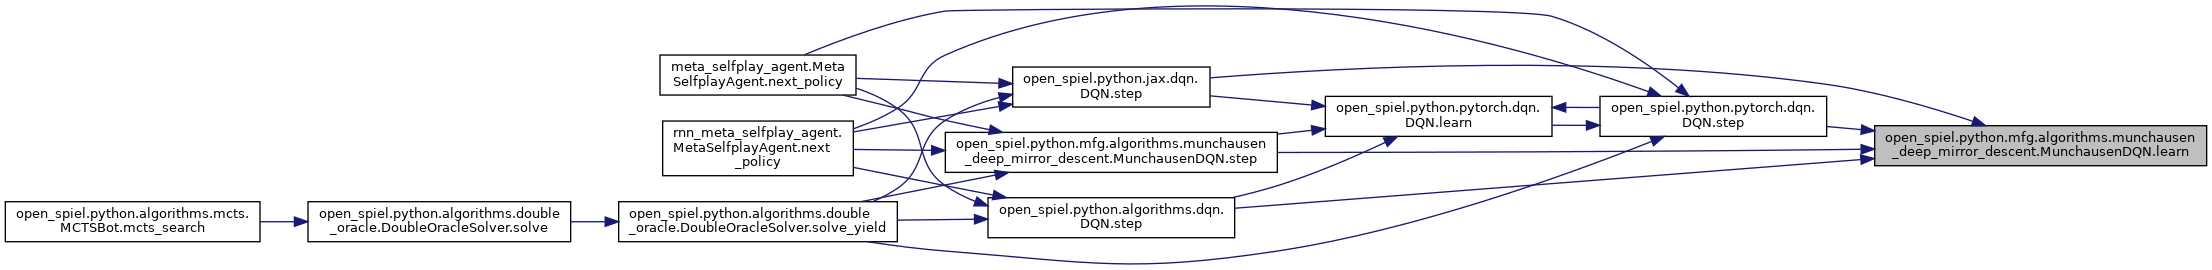 meta_selfplay_agent.Meta
SelfplayAgent.next_policy
rnn_meta_selfplay_agent.
MetaSelfplayAgent.next
_policy
open_spiel.python.algorithms.mcts.
MCTSBot.mcts_search
open_spiel.python.algorithms.double
_oracle.DoubleOracleSolver.solve
open_spiel.python.algorithms.double
_oracle.DoubleOracleSolver.solve_yield
open_spiel.python.jax.dqn.
DQN.step
open_spiel.python.mfg.algorithms.munchausen
_deep_mirror_descent.MunchausenDQN.step
open_spiel.python.algorithms.dqn.
DQN.step
open_spiel.python.pytorch.dqn.
DQN.learn
open_spiel.python.pytorch.dqn.
DQN.step
open_spiel.python.mfg.algorithms.munchausen
_deep_mirror_descent.MunchausenDQN.learn